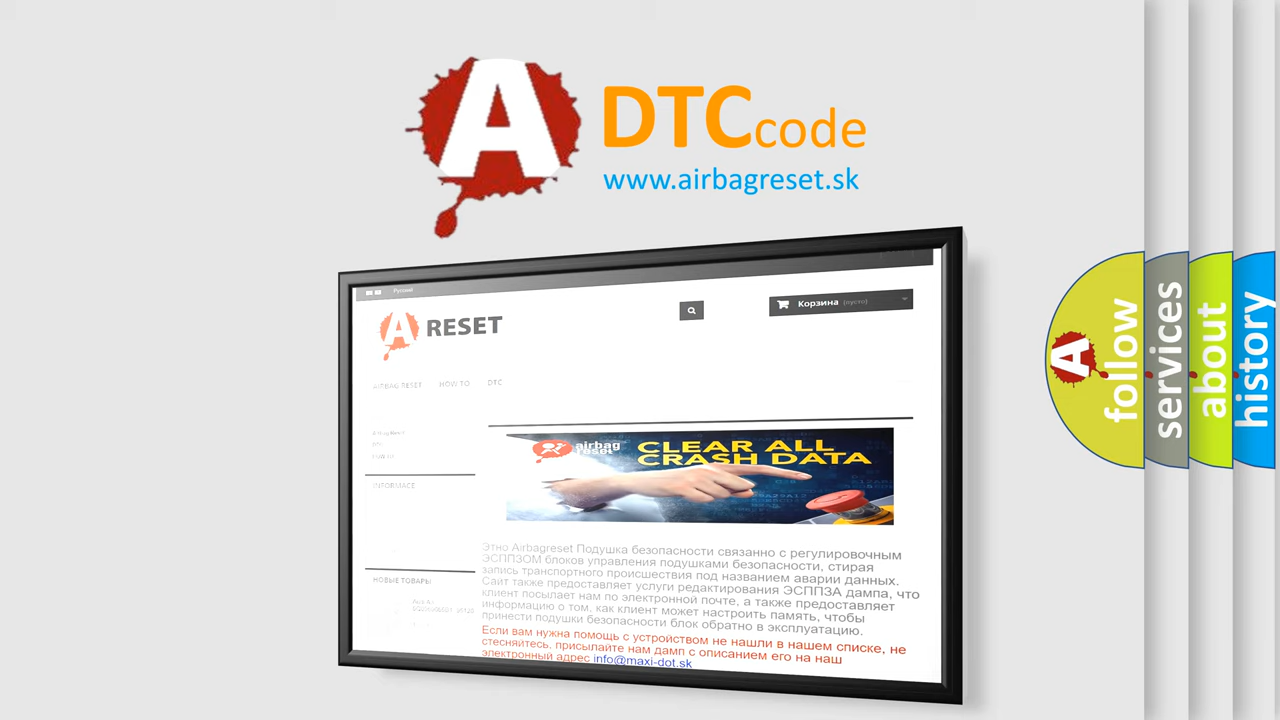 A DTC code
www.airbagreset.sk
Русский
A RESET
Корзина (пусто)
AIRBAG RESET HOW TO DTC
airbag
reset
CLEAR ALL
CRASH DATA
INFORMACE
НОВЫЕ ТОВАРЫ
Этно Airbagreset Подушка безопасности связанно с регулировочным
ЭСППЗОМ блоков управления подушками безопасности, стирая
запись транспортного происшествия под названием аварии данных.
Сайт также предоставляет услуги редактирования ЭСППЗА дампа, что
клиент посылает нам по электронной почте, а также предоставляет
информацию о том, как клиент может настроить память, чтобы
принести подушки безопасности блок обратно в эксплуатацию.
Если вам нужна помощь с устройством не нашли в нашем списке, не
стесняйтесь, присылайте нам дамп с описанием его на наш
электронный адрес info@maxi-dot.sk
A
follow
services
about
history